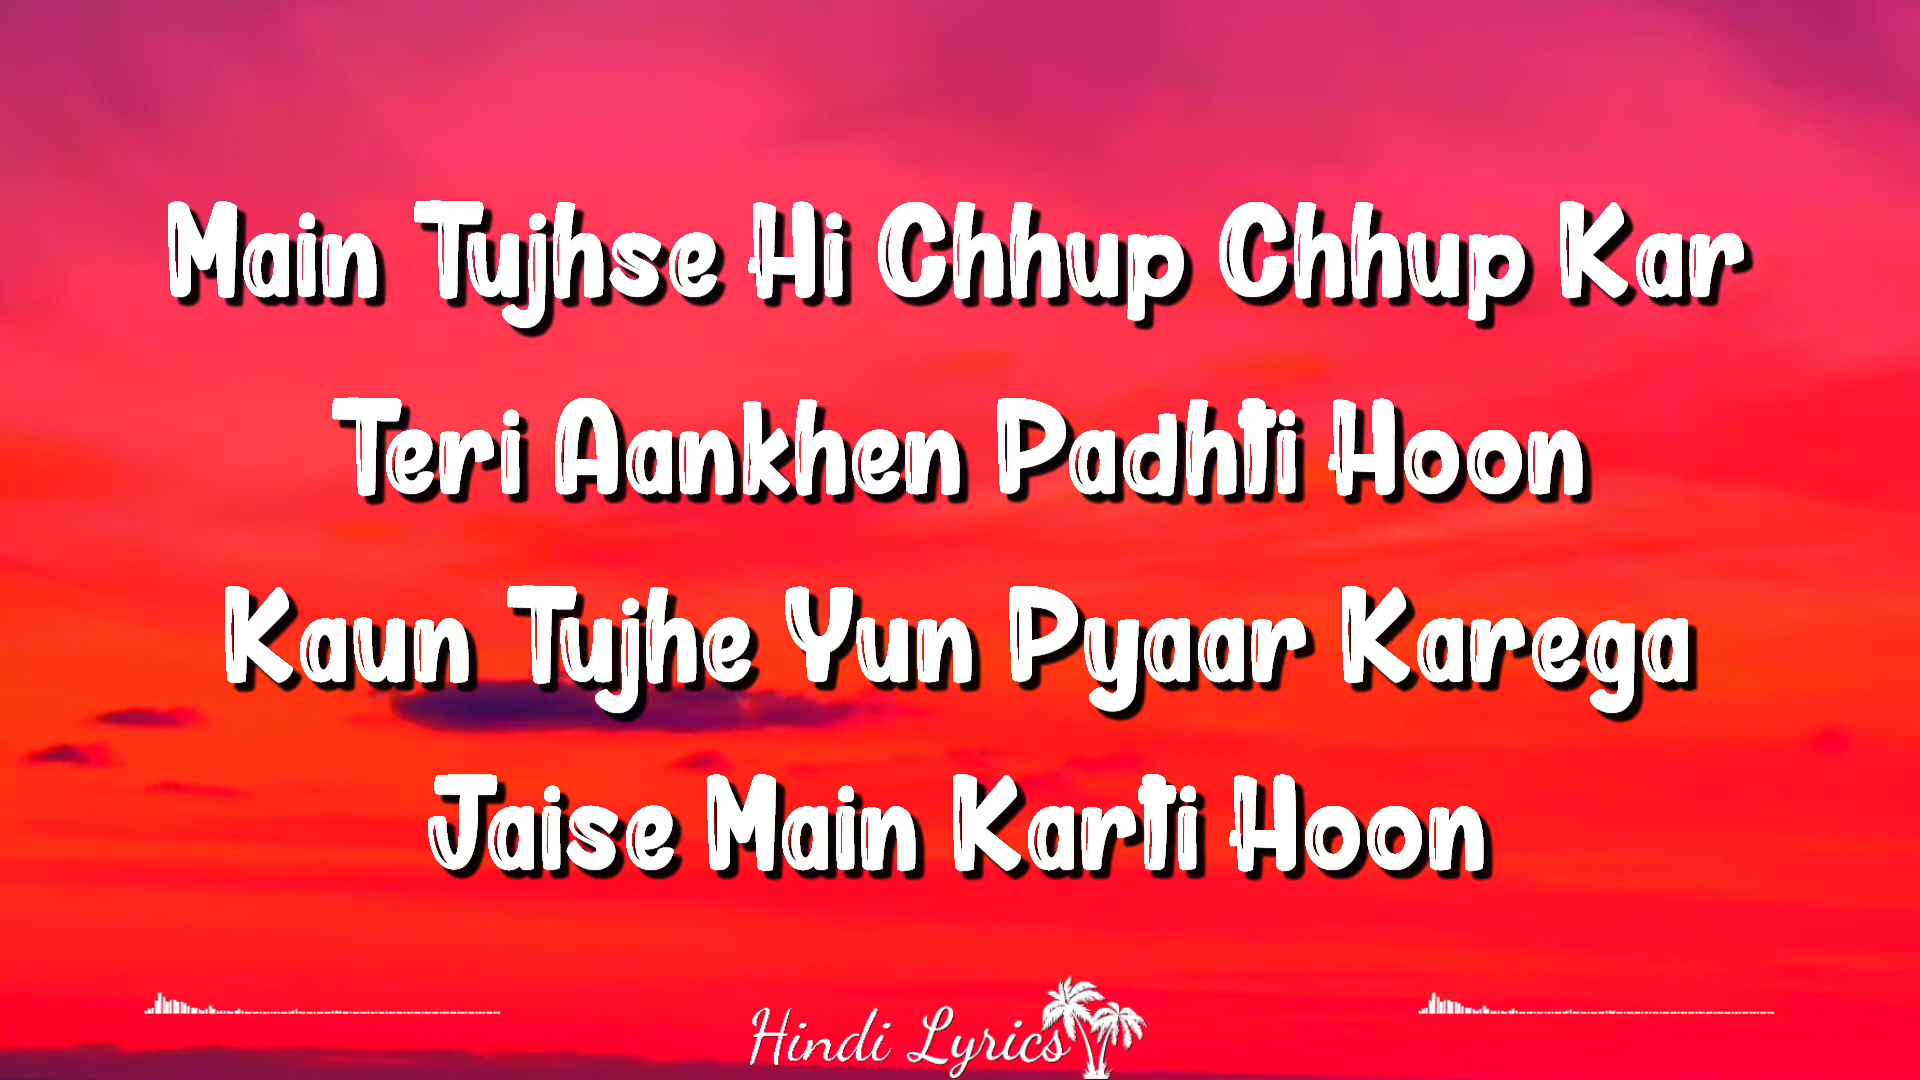 Main Tujhse Hi Chhup Chhup Kar
Teri Aankhen Padhti Hoon
Kaun Tujhe Yun Pyaar Karega
Jaise Main Karti Hoon
Hindi Lyrics